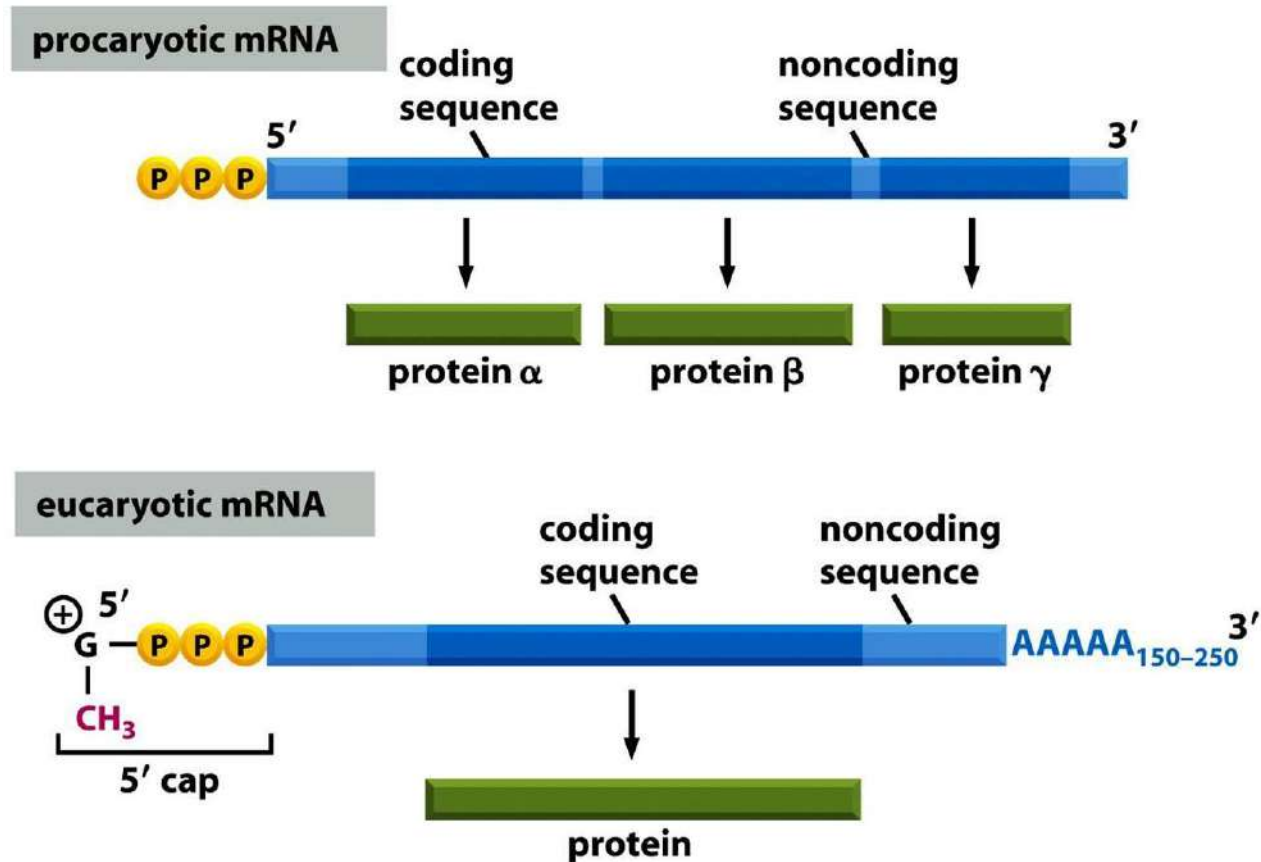 procaryotic mRNA
coding
sequence
noncoding
sequence
5′
3′
P P P
protein α
protein β
protein γ
eucaryotic mRNA
coding
sequence
noncoding
sequence
+
5′
G
P P P
AAAAA150–250
3′
CH3
5′ cap
protein